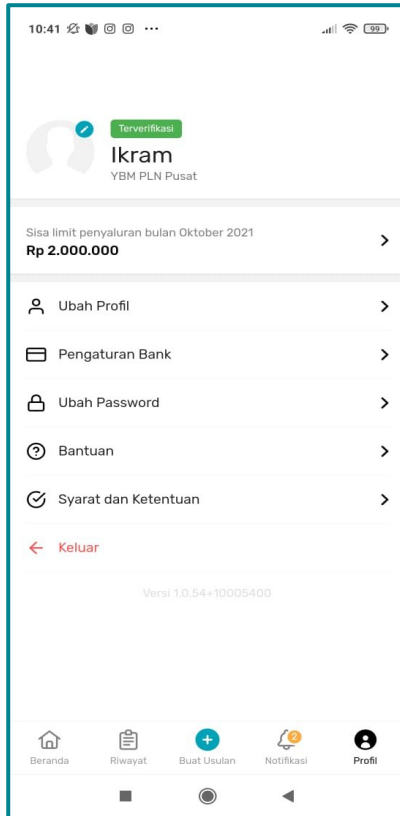 10:41
99
Terverifikasi
Ikram
YBM PLN Pusat
Sisa limit penyaluran bulan Oktober 2021
Rp 2.000.000
Ubah Profil
Pengaturan Bank
Ubah Password
Bantuan
Syarat dan Ketentuan
Keluar
Versi 1.0.54+10005400
2
Beranda Riwayat Buat Usulan Notifikasi Profil